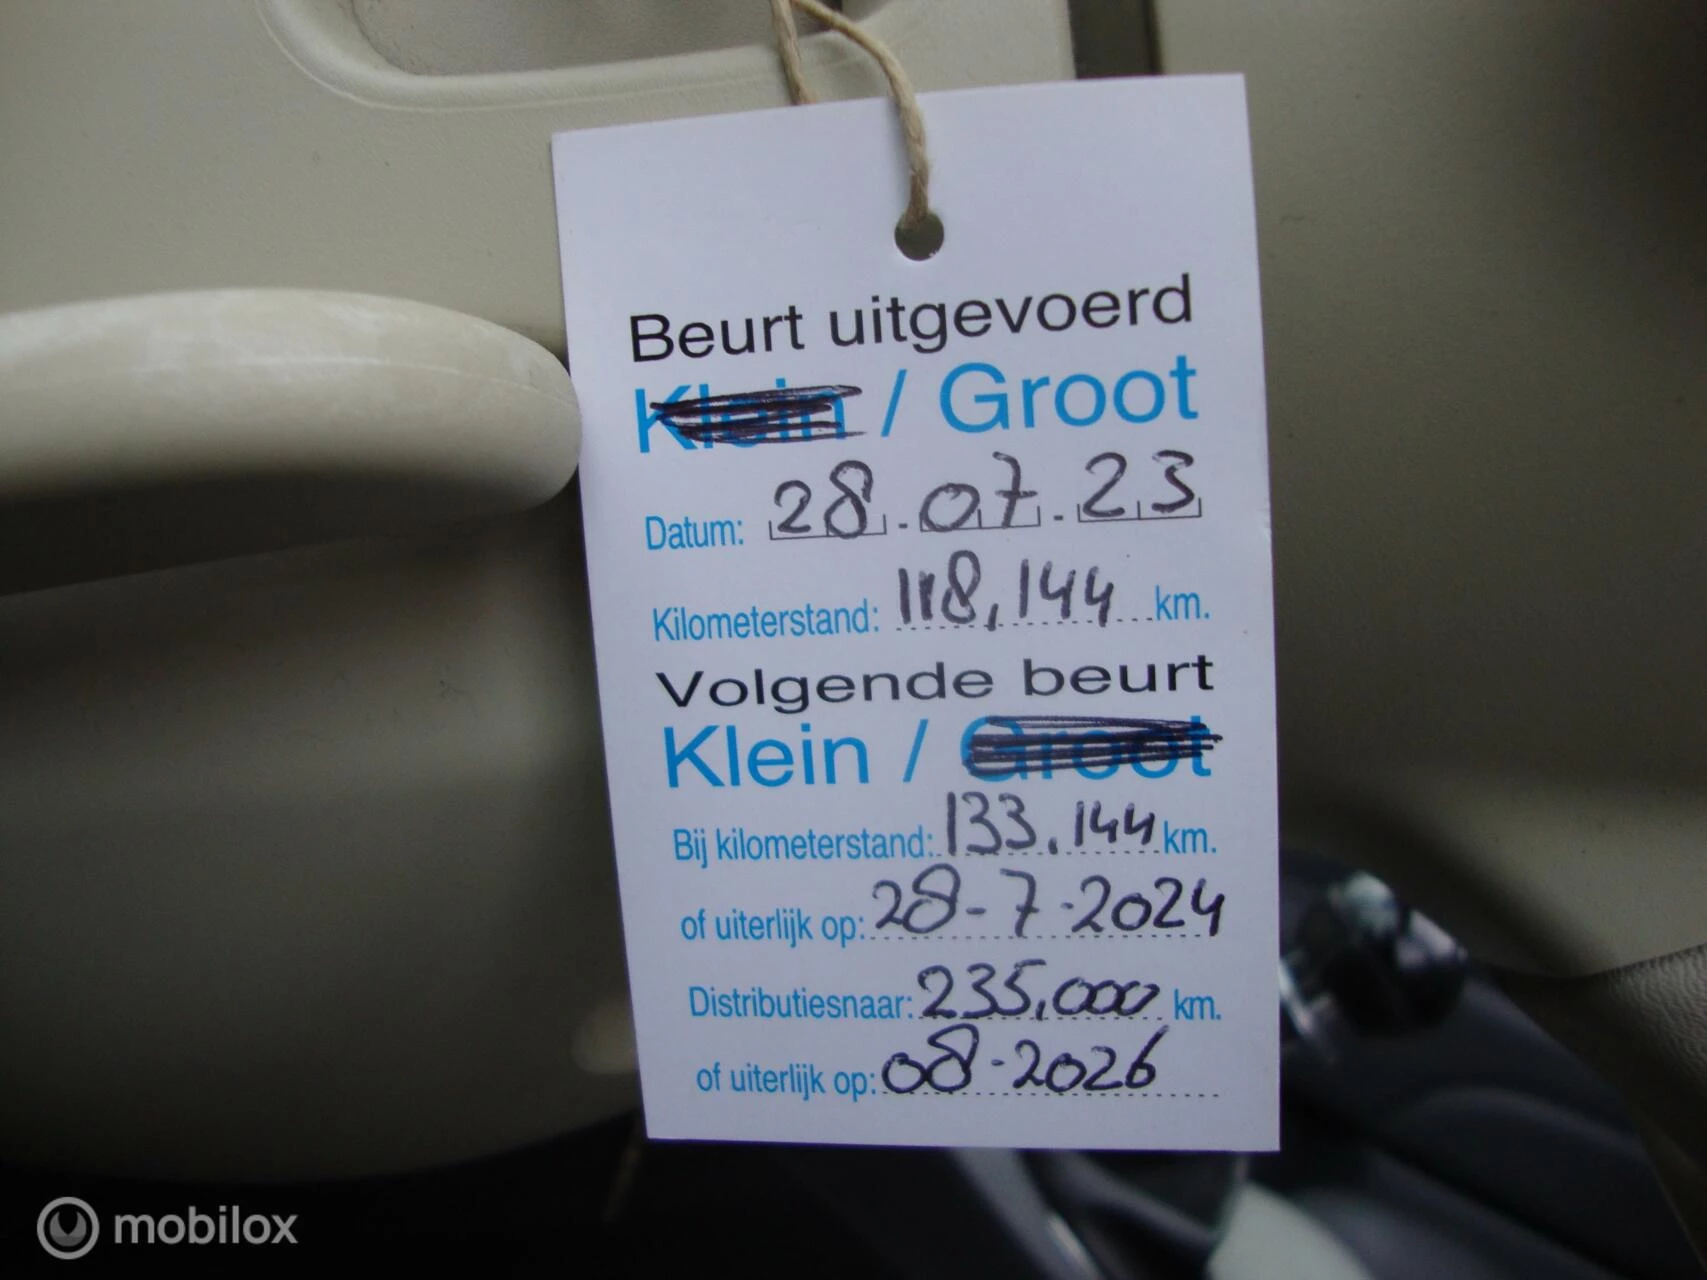 Beurt uitgevoerd
Klein / Groot
Datum: 28.07.23
Kilometerstand: 118,144 km.
Volgende beurt
Klein / Groot
Bij kilometerstand: 133.144 km.
of uiterlijk op: 28-7-2024
Distributiesnaar: 235.000 km.
of uiterlijk op: 08-2026
mobilox